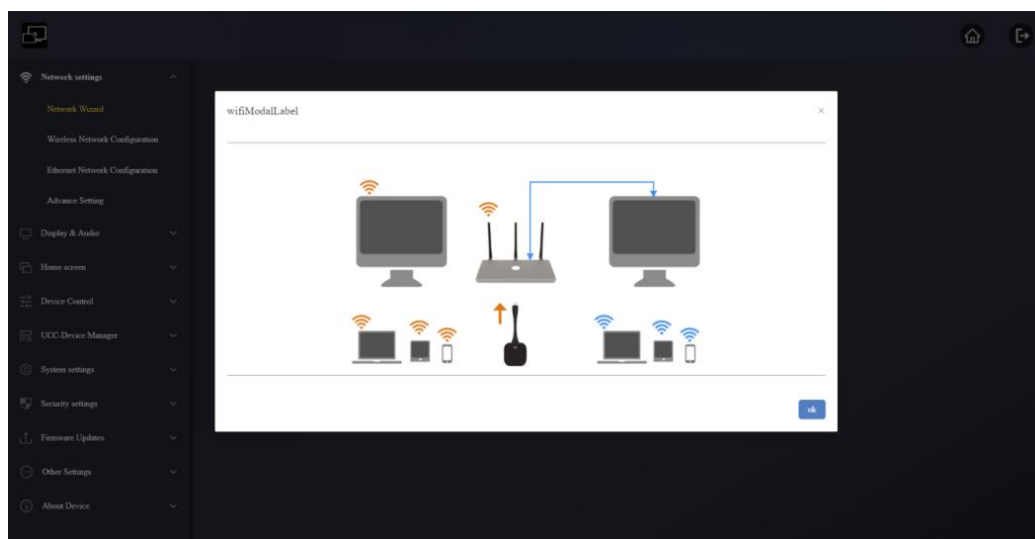 Network settings
Network Wizard
Wireless Network Configuration
Ethernet Network Configuration
Advance Setting
Display & Audio
Home screen
Device Control
UCC-Device Manager
System settings
Security settings
Firmware Updates
Other Settings
About Device
wifiModalLabel
×
ok